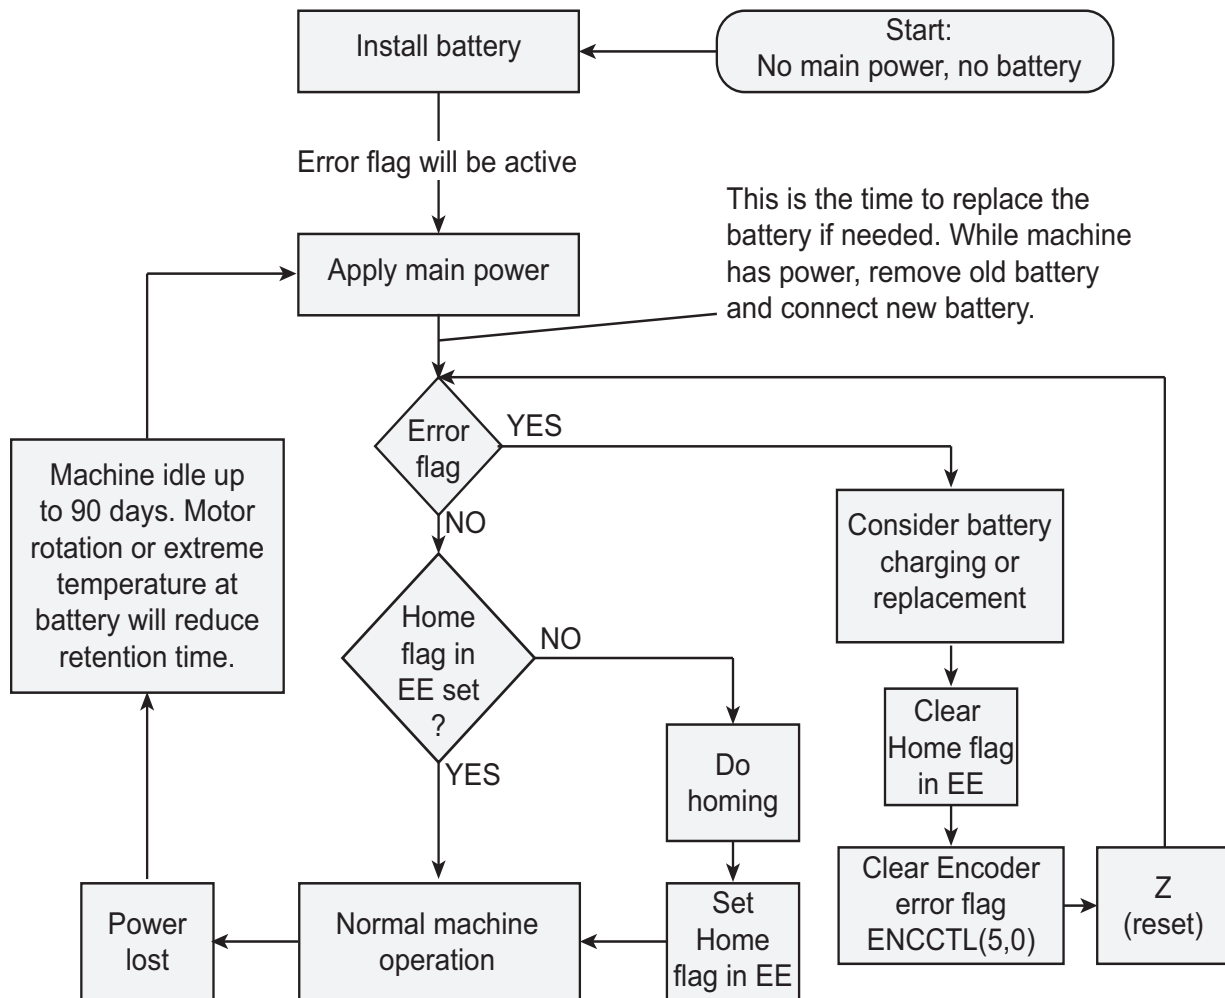 Start:
No main power, no battery
Install battery
Error flag will be active
Apply main power
This is the time to replace the
battery if needed. While machine
has power, remove old battery
and connect new battery.
Error
flag
YES
NO
Consider battery
charging or
replacement
Clear
Home flag
in EE
Clear Encoder
error flag
ENCCTL(5,0)
Z
(reset)
Home
flag in
EE set
?
NO
YES
Do
homing
Set
Home
flag in EE
Normal machine
operation
Power
lost
Machine idle up
to 90 days. Motor
rotation or extreme
temperature at
battery will reduce
retention time.